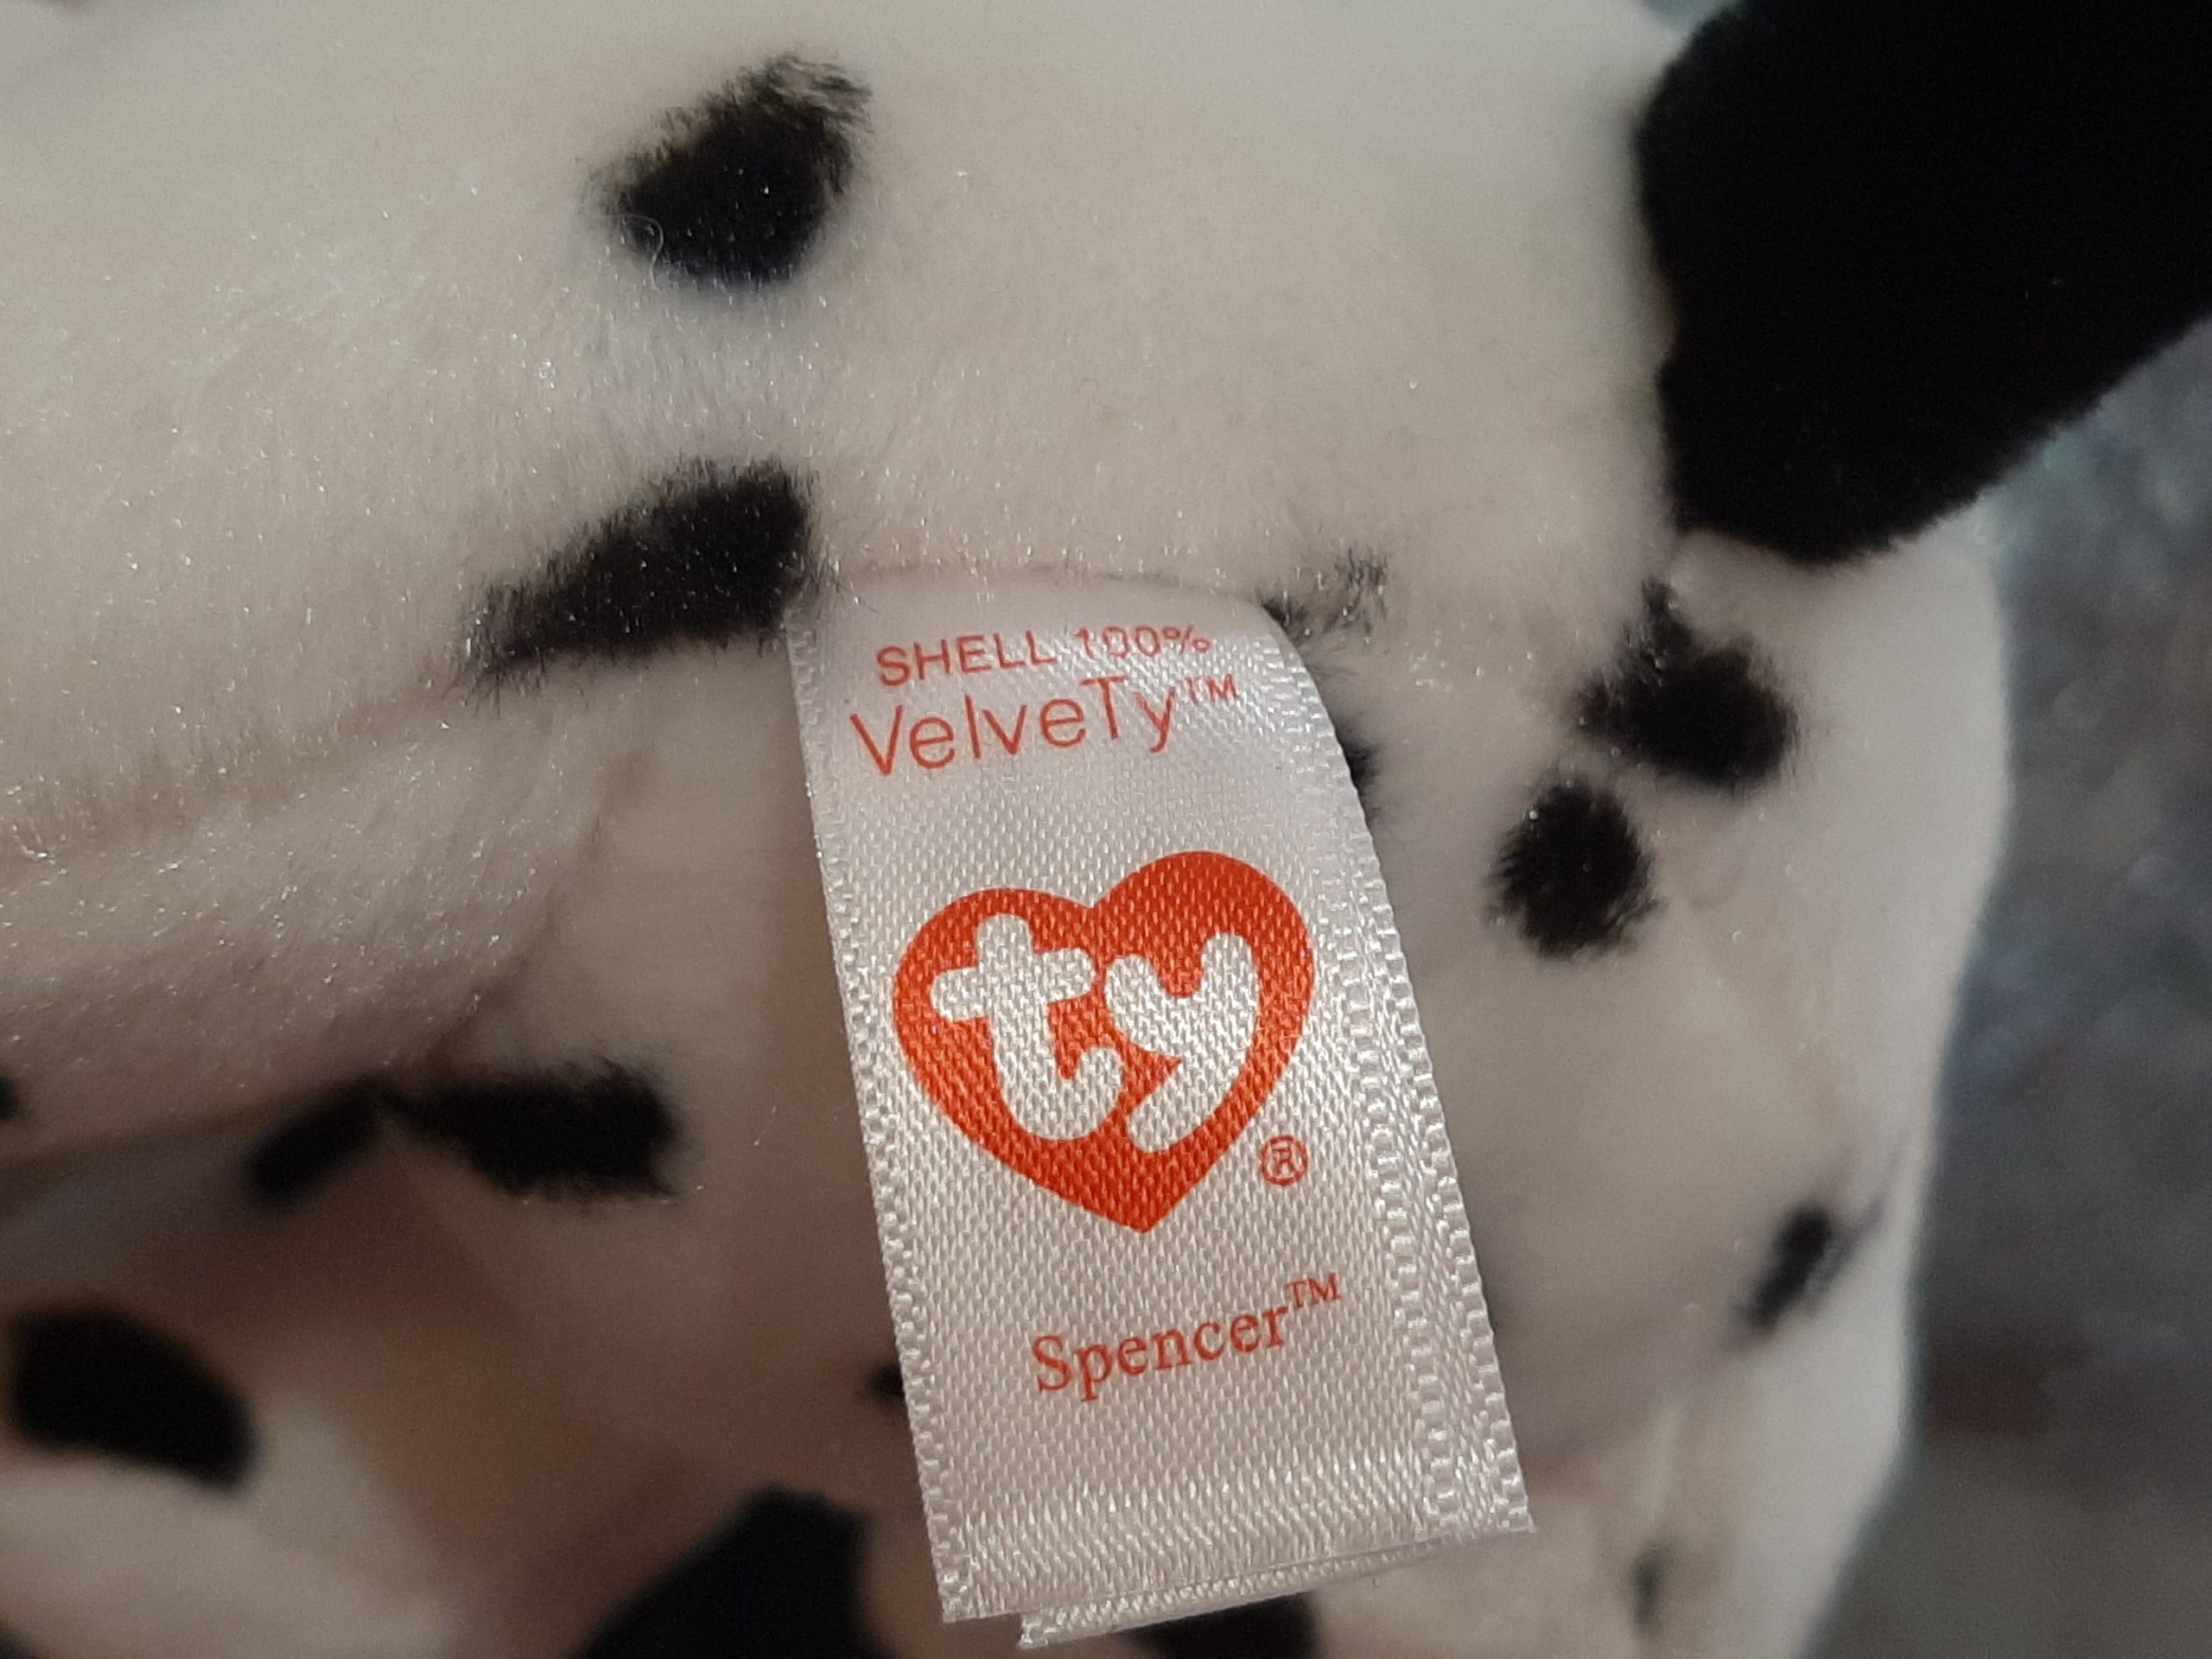 SHELL 100%
VelveTy™
ty
®
Spencer™